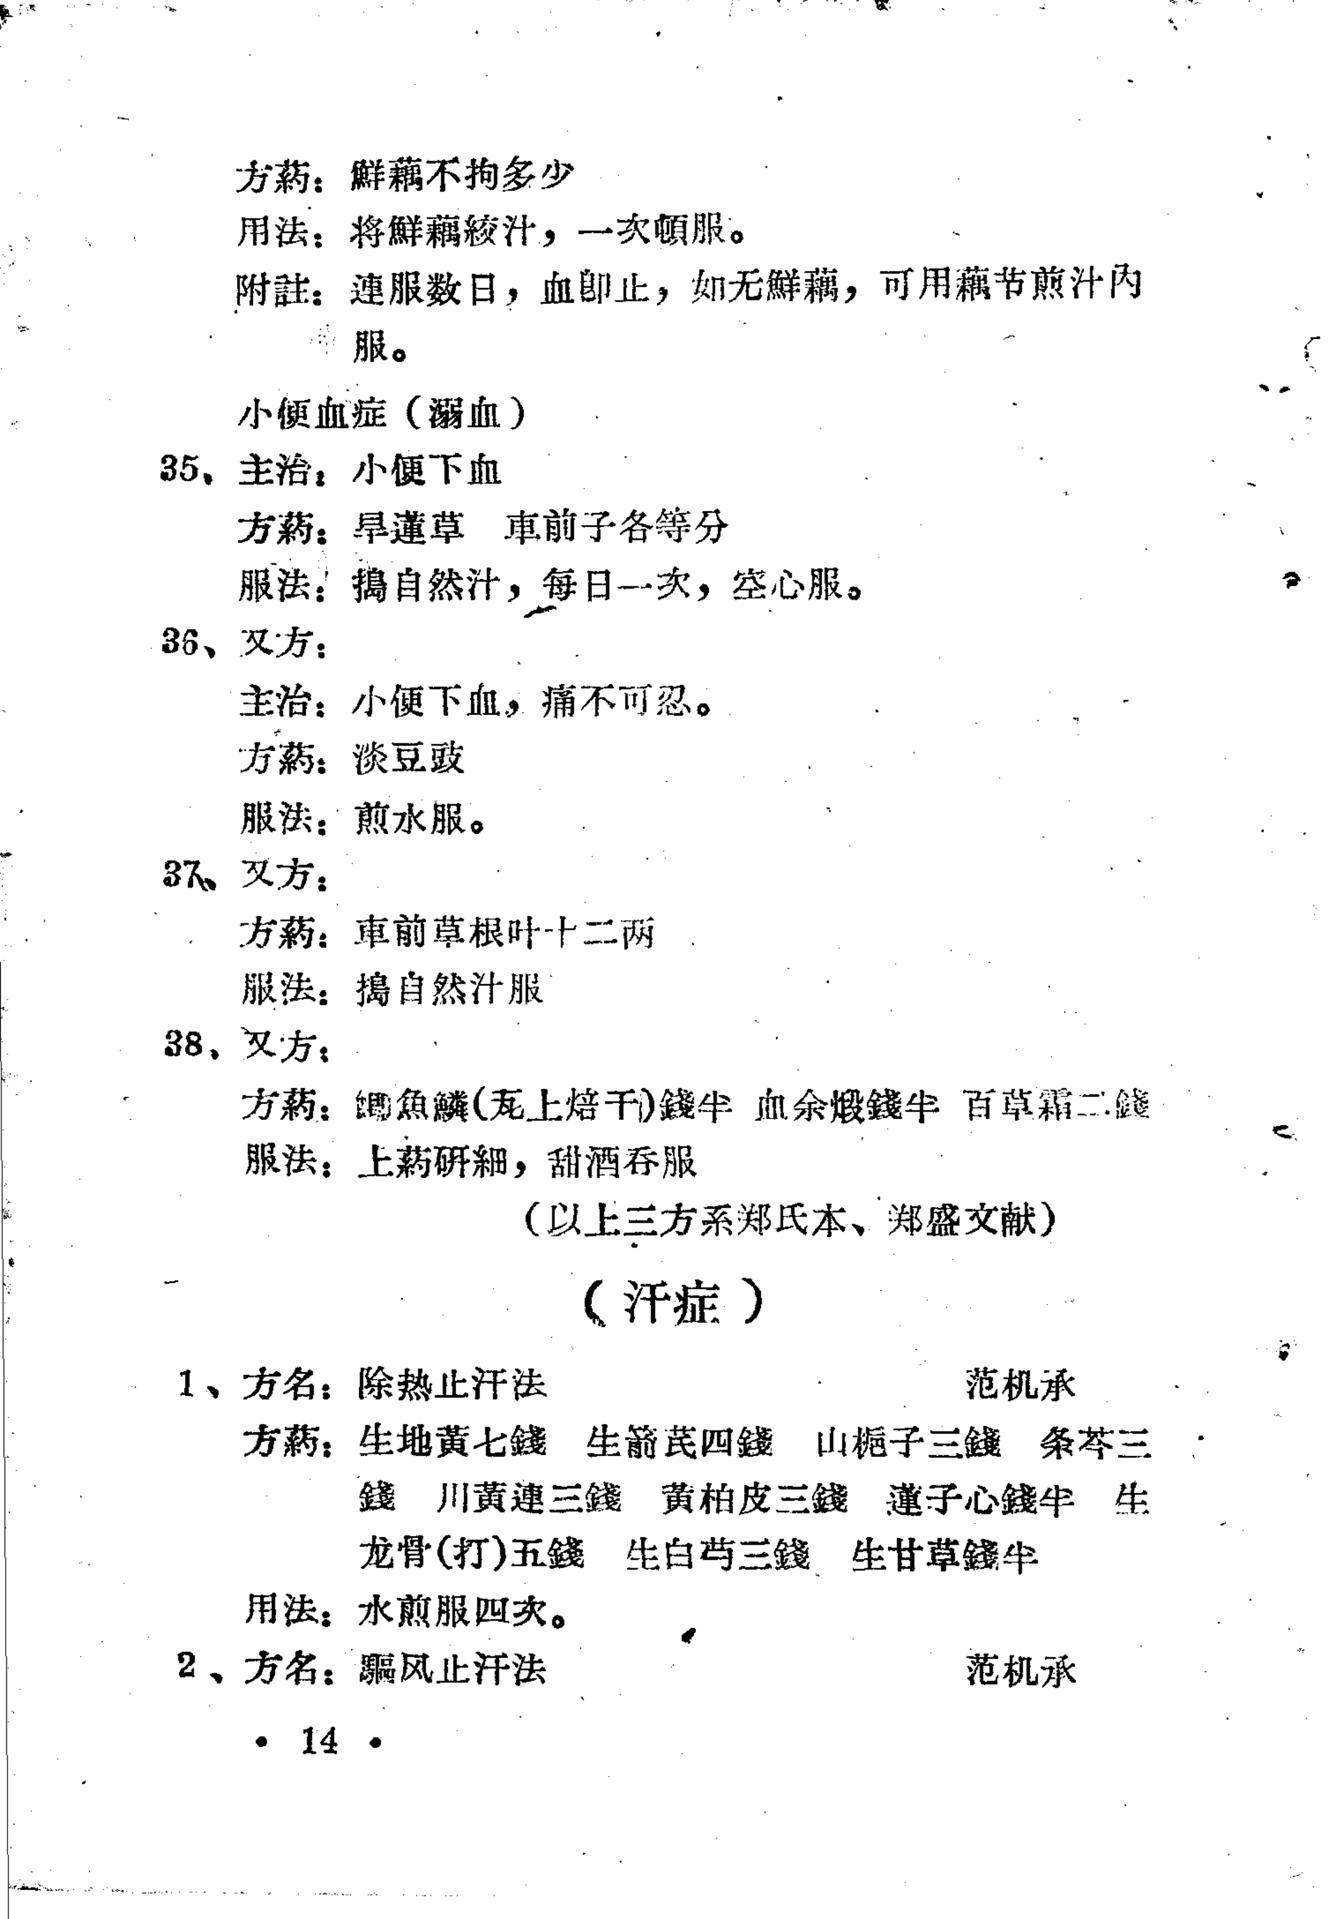 方葯：鮮藕不拘多少
用法：将鮮藕絞汁，一次頓服。
附註：連服数日，血卽止，如无鮮藕，可用藕节煎汁內
服。
小便血症（溺血）
35、主治：小便下血
方葯：旱蓮草　車前子各等分
服法：搗自然汁，每日一次，空心服。
36、又方：
主治：小便下血，痛不可忍。
方葯：淡豆豉
服法：煎水服。
37、又方：
方葯：車前草根叶十二两
服法：搗自然汁服
38、又方：
方葯：鯽魚鱗（瓦上焙干）錢半　血余煅錢半　百草霜二錢
服法：上葯研細，甜酒吞服
（以上三方系郑氏本、郑盛文献）
（汗症）
1、方名：除热止汗法　范机承
方葯：生地黄七錢　生箭芪四錢　山梔子三錢　条芩三
錢　川黄連三錢　黄柏皮三錢　蓮子心錢半　生
龙骨（打）五錢　生白芍三錢　生甘草錢半
用法：水煎服四次。
2、方名：驅风止汗法　范机承
• 14 •